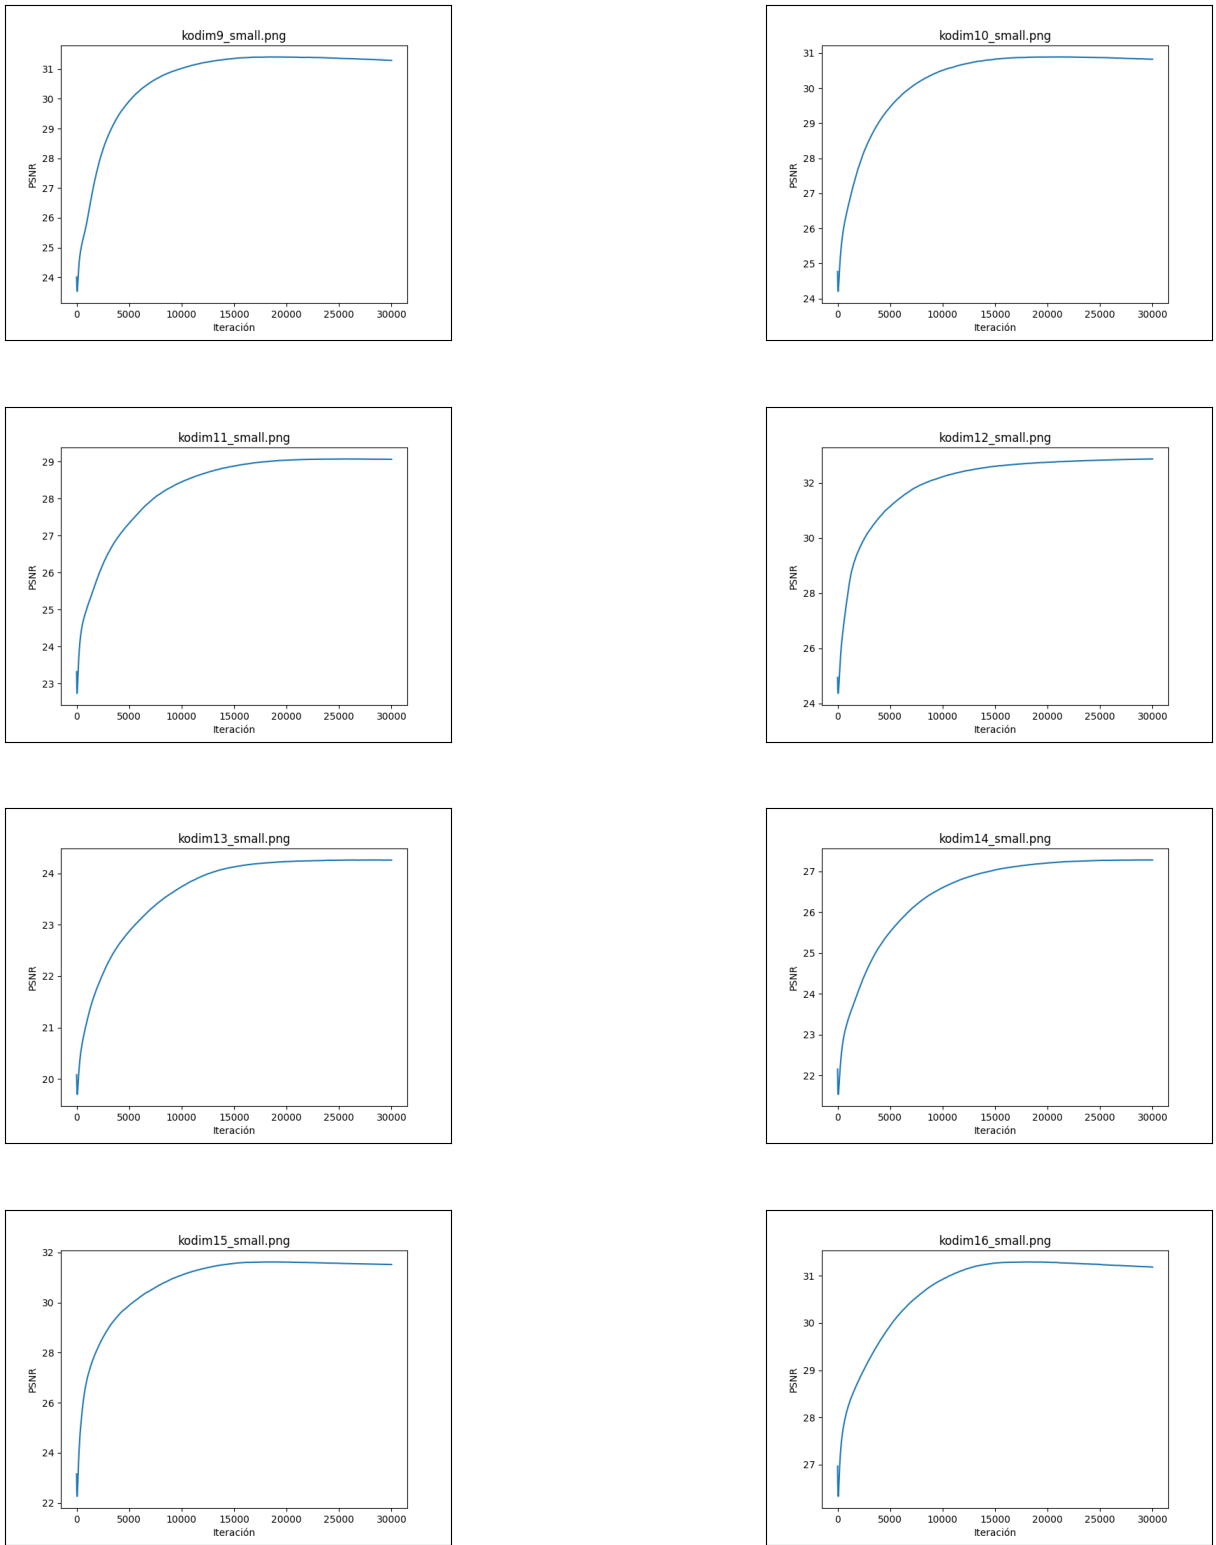 kodim9_small.png
31
30
29
28
27
26
25
24
PSNR
0 5000 10000 15000 20000 25000 30000
Iteración
kodim10_small.png
31
30
29
28
27
26
25
24
PSNR
0 5000 10000 15000 20000 25000 30000
Iteración
kodim11_small.png
29
28
27
26
25
24
23
PSNR
0 5000 10000 15000 20000 25000 30000
Iteración
kodim12_small.png
32
30
28
26
24
PSNR
0 5000 10000 15000 20000 25000 30000
Iteración
kodim13_small.png
24
23
22
21
20
PSNR
0 5000 10000 15000 20000 25000 30000
Iteración
kodim14_small.png
27
26
25
24
23
22
PSNR
0 5000 10000 15000 20000 25000 30000
Iteración
kodim15_small.png
32
30
28
26
24
22
PSNR
0 5000 10000 15000 20000 25000 30000
Iteración
kodim16_small.png
31
30
29
28
27
PSNR
0 5000 10000 15000 20000 25000 30000
Iteración